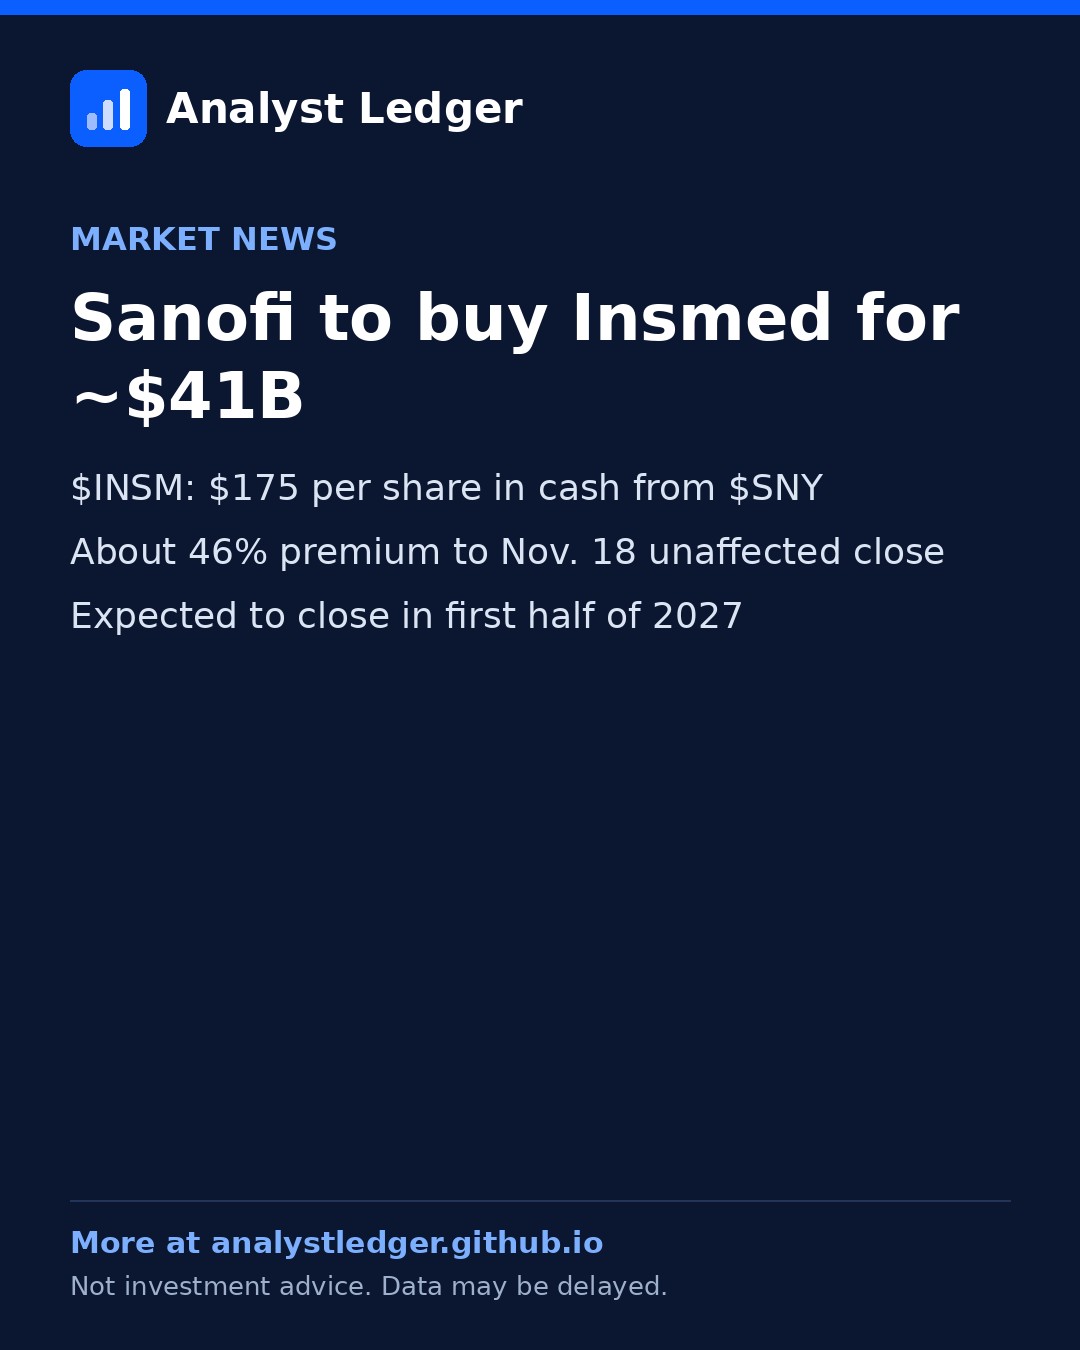 Analyst Ledger
MARKET NEWS
Sanofi to buy Insmed for
~$41B
$INSM: $175 per share in cash from $SNY
About 46% premium to Nov. 18 unaffected close
Expected to close in first half of 2027
More at analystledger.github.io
Not investment advice. Data may be delayed.